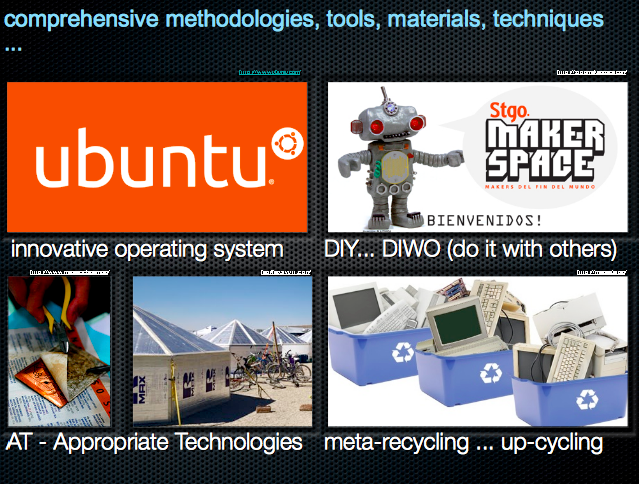 comprehensive methodologies, tools, materials, techniques
...
ubuntu
Stgo.
MAKER
SPACE
MAKERS DEL FIN DEL MUNDO
BIENVENIDOS!
innovative operating system
DIY... DIWO (do it with others)
MAX
AT - Appropriate Technologies
meta-recycling ... up-cycling